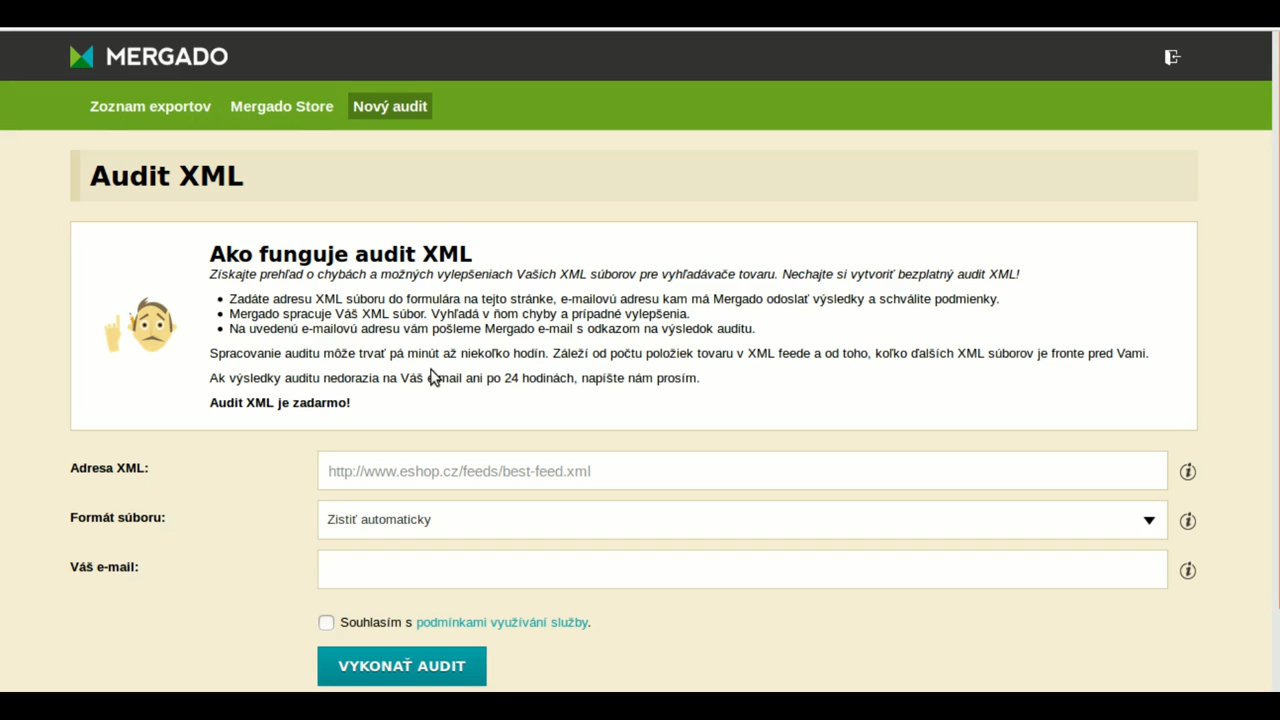 MERGADO
Zoznam exportov Mergado Store Nový audit
Audit XML
Ako funguje audit XML
Získajte prehľad o chybách a možných vylepšeniach Vašich XML súborov pre vyhľadávače tovaru. Nechajte si vytvoriť bezplatný audit XML!
• Zadáte adresu XML súboru do formulára na tejto stránke, e-mailovú adresu kam má Mergado odoslať výsledky a schválite podmienky.
• Mergado spracuje Váš XML súbor. Vyhľadá v ňom chyby a prípadné vylepšenia.
• Na uvedenú e-mailovú adresu vám pošleme Mergado e-mail s odkazom na výsledok auditu.
Spracovanie auditu môže trvať pá minút až niekoľko hodín. Záleží od počtu položiek tovaru v XML feede a od toho, koľko ďalších XML súborov je fronte pred Vami.
Ak výsledky auditu nedorazia na Váš e-mail ani po 24 hodinách, napíšte nám prosím.
Audit XML je zadarmo!
Adresa XML: http://www.eshop.cz/feeds/best-feed.xml
Formát súboru: Zistiť automaticky
Váš e-mail:
Souhlasím s podmínkami využívání služby.
VYKONAŤ AUDIT